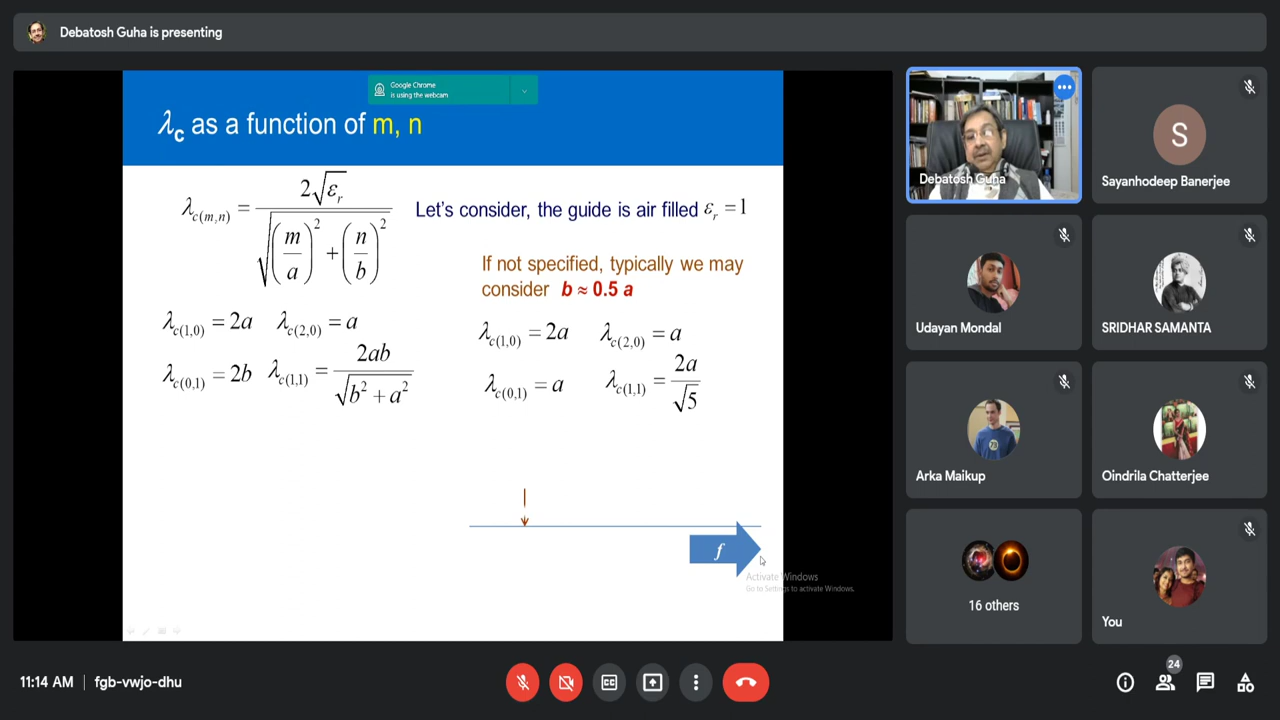 Debatosh Guha is presenting
Google Chrome
is using the webcam
λc as a function of m, n
λc(m,n) = 2√εr / √((m/a)² + (n/b)²)
Let's consider, the guide is air filled εr = 1
If not specified, typically we may
consider b ≈ 0.5 a
λc(1,0) = 2a λc(2,0) = a
λc(0,1) = 2b λc(1,1) = 2ab / √(b² + a²)
λc(1,0) = 2a λc(2,0) = a
λc(0,1) = a λc(1,1) = 2a / √5
f
Activate Windows
Go to Settings to activate Windows.
Debatosh Guha
S
Sayanhodeep Banerjee
Udayan Mondal
SRIDHAR SAMANTA
Arka Maikup
Oindrila Chatterjee
16 others
You
11:14 AM | fgb-vwjo-dhu
24